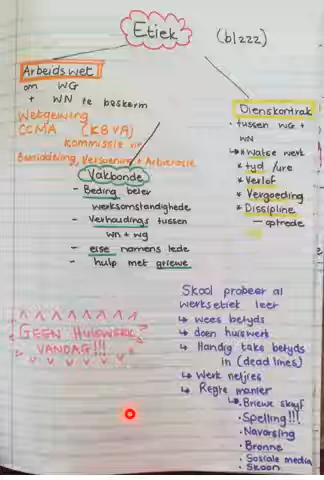 Etiek (blzzz)
Arbeidswet
om WG
+ WN te beskerm
Wetgewing
CCMA (KBVA)
Kommissie vir
Bemiddeling, Versoening + Arbitrasie
Vakbonde
- Beding beter
werksomstandighede
- Verhoudings tussen
wn + wg
- eise namens lede
- hulp met griewe
Dienskontrak
• tussen WG +
WN
↳ * Watse werk
* tyd /ure
* Verlof
* Vergoeding
* Dissipline
- optrede
GEEN HUISWERK
VANDAG!!!
Skool probeer al
werksetiek leer
↳ wees betyds
↳ doen huiswerk
↳ Handig take betyds
in (dead lines)
↳ Werk netjies
↳ Regte manier
↳ • Briewe skryf
• Spelling!!!
• Navorsing
• Bronne
• Sosiale media
• Skoon